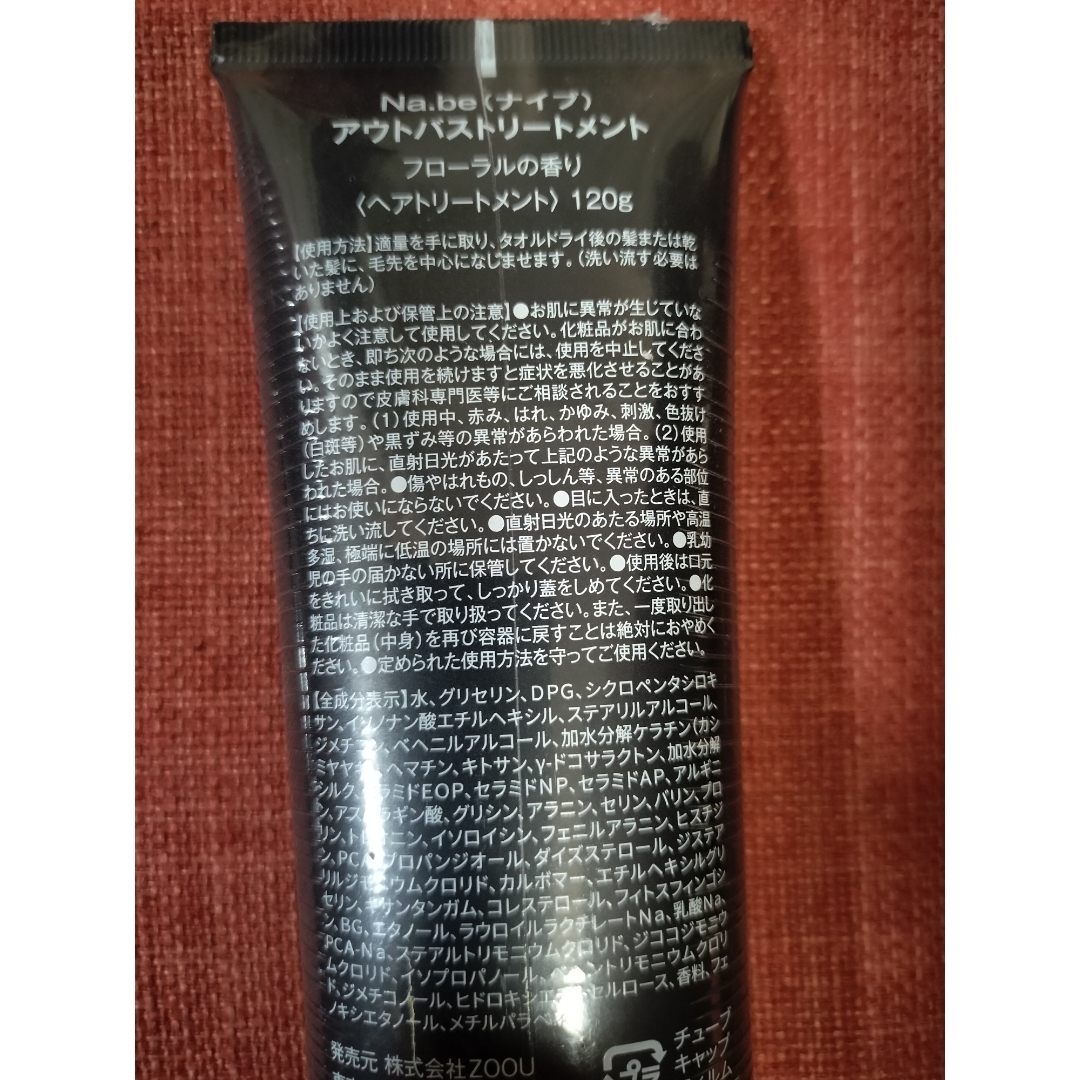 Na.be(ナイブ)
アウトバストリートメント
フローラルの香り
〈ヘアトリートメント〉120g
【使用方法】適量を手に取り、タオルドライ後の髪または乾
いた髪に、毛先を中心になじませます。(洗い流す必要は
ありません)
【使用上および保管上の注意】●お肌に異常が生じていな
いかよく注意して使用してください。化粧品がお肌に合わ
ないとき、即ち次のような場合には、使用を中止してくださ
い。そのまま使用を続けますと症状を悪化させることがあ
りますので皮膚科専門医等にご相談されることをおすす
めします。(1)使用中、赤み、はれ、かゆみ、刺激、色抜け
(白斑等)や黒ずみ等の異常があらわれた場合。(2)使用
したお肌に、直射日光があたって上記のような異常があら
われた場合。●傷やはれもの、しっしん等、異常のある部位
にはお使いにならないでください。●目に入ったときは、直
ちに洗い流してください。●直射日光のあたる場所や高温
多湿、極端に低温の場所には置かないでください。●乳幼
児の手の届かない所に保管してください。●使用後は口元
をきれいに拭き取って、しっかり蓋をしめてください。●化
粧品は清潔な手で取り扱ってください。また、一度取り出し
た化粧品(中身)を再び容器に戻すことは絶対におやめく
ださい。●定められた使用方法を守ってご使用ください。
【全成分表示】水、グリセリン、DPG、シクロペンタシロキ
サン、イソノナン酸エチルヘキシル、ステアリルアルコール、
ジメチコン、ベヘニルアルコール、加水分解ケラチン(カシ
ミヤヤギ)、ヘマチン、キトサン、γ-ドコサラクトン、加水分解
シルク、セラミドEOP、セラミドNP、セラミドAP、アルギニ
ン、アスパラギン酸、グリシン、アラニン、セリン、バリン、プロ
リン、トレオニン、イソロイシン、フェニルアラニン、ヒスチジ
ン、PCA、プロパンジオール、ダイズステロール、ジステア
リルジモニウムクロリド、カルボマー、エチルヘキシルグリ
セリン、キサンタンガム、コレステロール、フィトスフィンゴシ
ン、BG、エタノール、ラウロイルラクチレートNa、乳酸Na、
PCA-Na、ステアルトリモニウムクロリド、ジココジモニウ
ムクロリド、イソプロパノール、ベヘントリモニウムクロリ
ド、ジメチコノール、ヒドロキシエチルセルロース、香料、フェ
ノキシエタノール、メチルパラベン
発売元 株式会社ZOOU
チューブ
キャップ
プラ